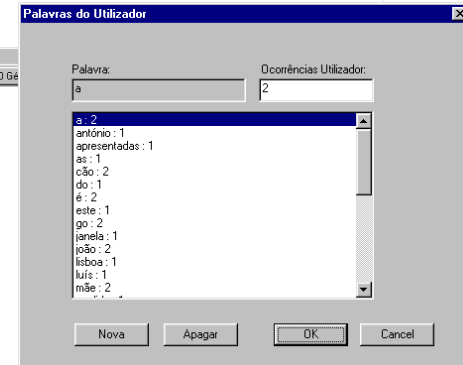 Palavras do Utilizador
O Gé
Palavra:
Ocorrências Utilizador:
a
2
a : 2
antónio : 1
apresentadas : 1
as : 1
cão : 2
do : 1
é : 2
este : 1
go : 2
janela : 1
joão : 2
lisboa : 1
luís : 1
mãe : 2
Nova
Apagar
OK
Cancel